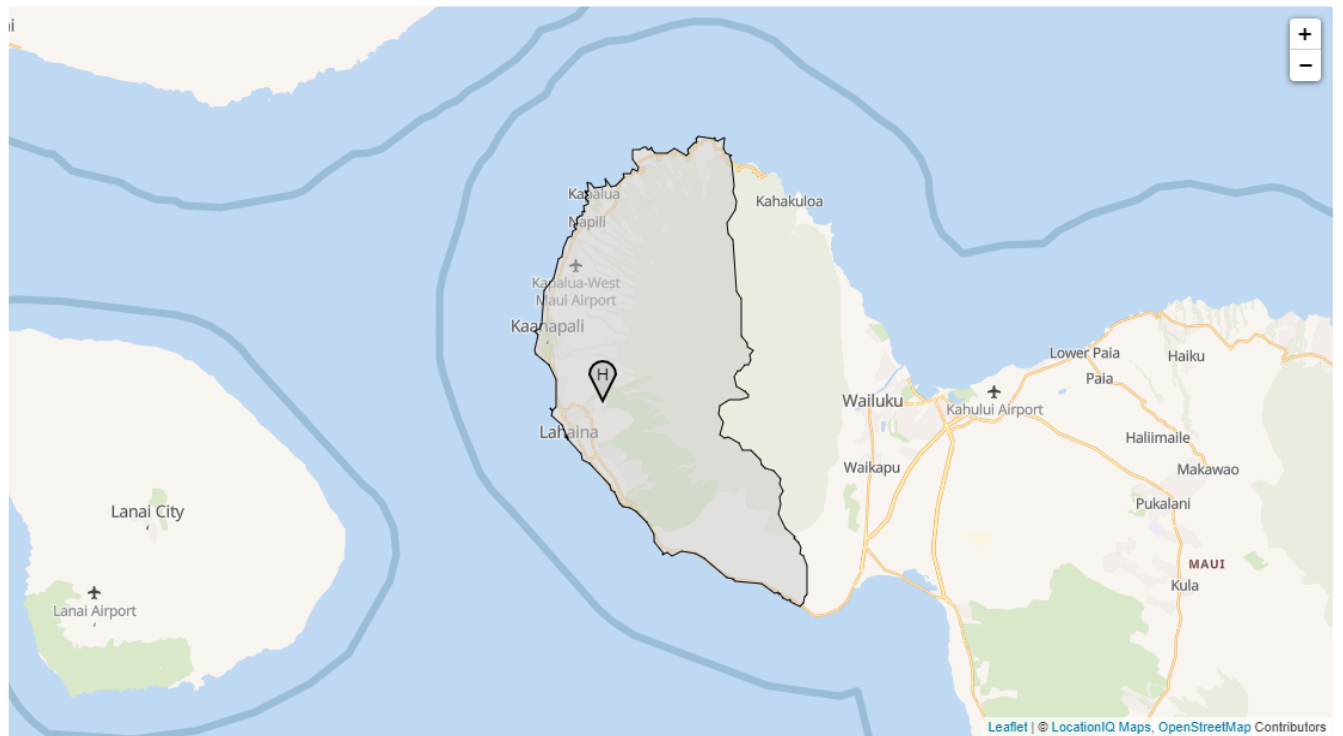 +
−
Kapalua
Kahakuloa
Napili
Kapalua-West
Maui Airport
Kaanapali
Lower Paia
Haiku
H
Paia
Wailuku
Kahului Airport
Lahaina
Haliimaile
Waikapu
Makawao
Pukalani
Lanai City
MAUI
Kula
Lanai Airport
Leaflet | © LocationIQ Maps, OpenStreetMap Contributors